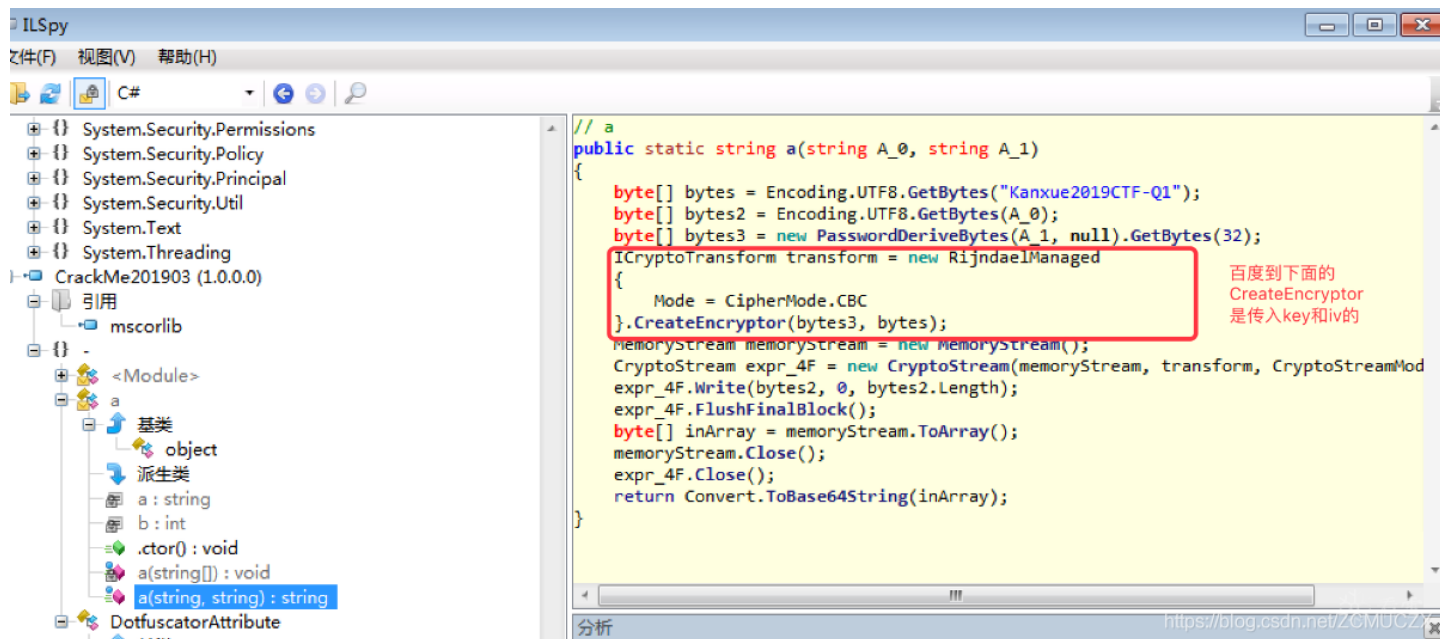 ILSpy
文件(F) 视图(V) 帮助(H)
C#
{} System.Security.Permissions
{} System.Security.Policy
{} System.Security.Principal
{} System.Security.Util
{} System.Text
{} System.Threading
CrackMe201903 (1.0.0.0)
引用
mscorlib
{} -
<Module>
a
基类
object
派生类
a : string
b : int
.ctor() : void
a(string[]) : void
a(string, string) : string
DotfuscatorAttribute
// a
public static string a(string A_0, string A_1)
{
byte[] bytes = Encoding.UTF8.GetBytes("Kanxue2019CTF-Q1");
byte[] bytes2 = Encoding.UTF8.GetBytes(A_0);
byte[] bytes3 = new PasswordDeriveBytes(A_1, null).GetBytes(32);
ICryptoTransform transform = new RijndaelManaged
{
Mode = CipherMode.CBC
}.CreateEncryptor(bytes3, bytes);
MemoryStream memoryStream = new MemoryStream();
CryptoStream expr_4F = new CryptoStream(memoryStream, transform, CryptoStreamMod
expr_4F.Write(bytes2, 0, bytes2.Length);
expr_4F.FlushFinalBlock();
byte[] inArray = memoryStream.ToArray();
memoryStream.Close();
expr_4F.Close();
return Convert.ToBase64String(inArray);
}
百度到下面的
CreateEncryptor
是传入key和iv的
分析
https://blog.csdn.net/ZCMUCZX